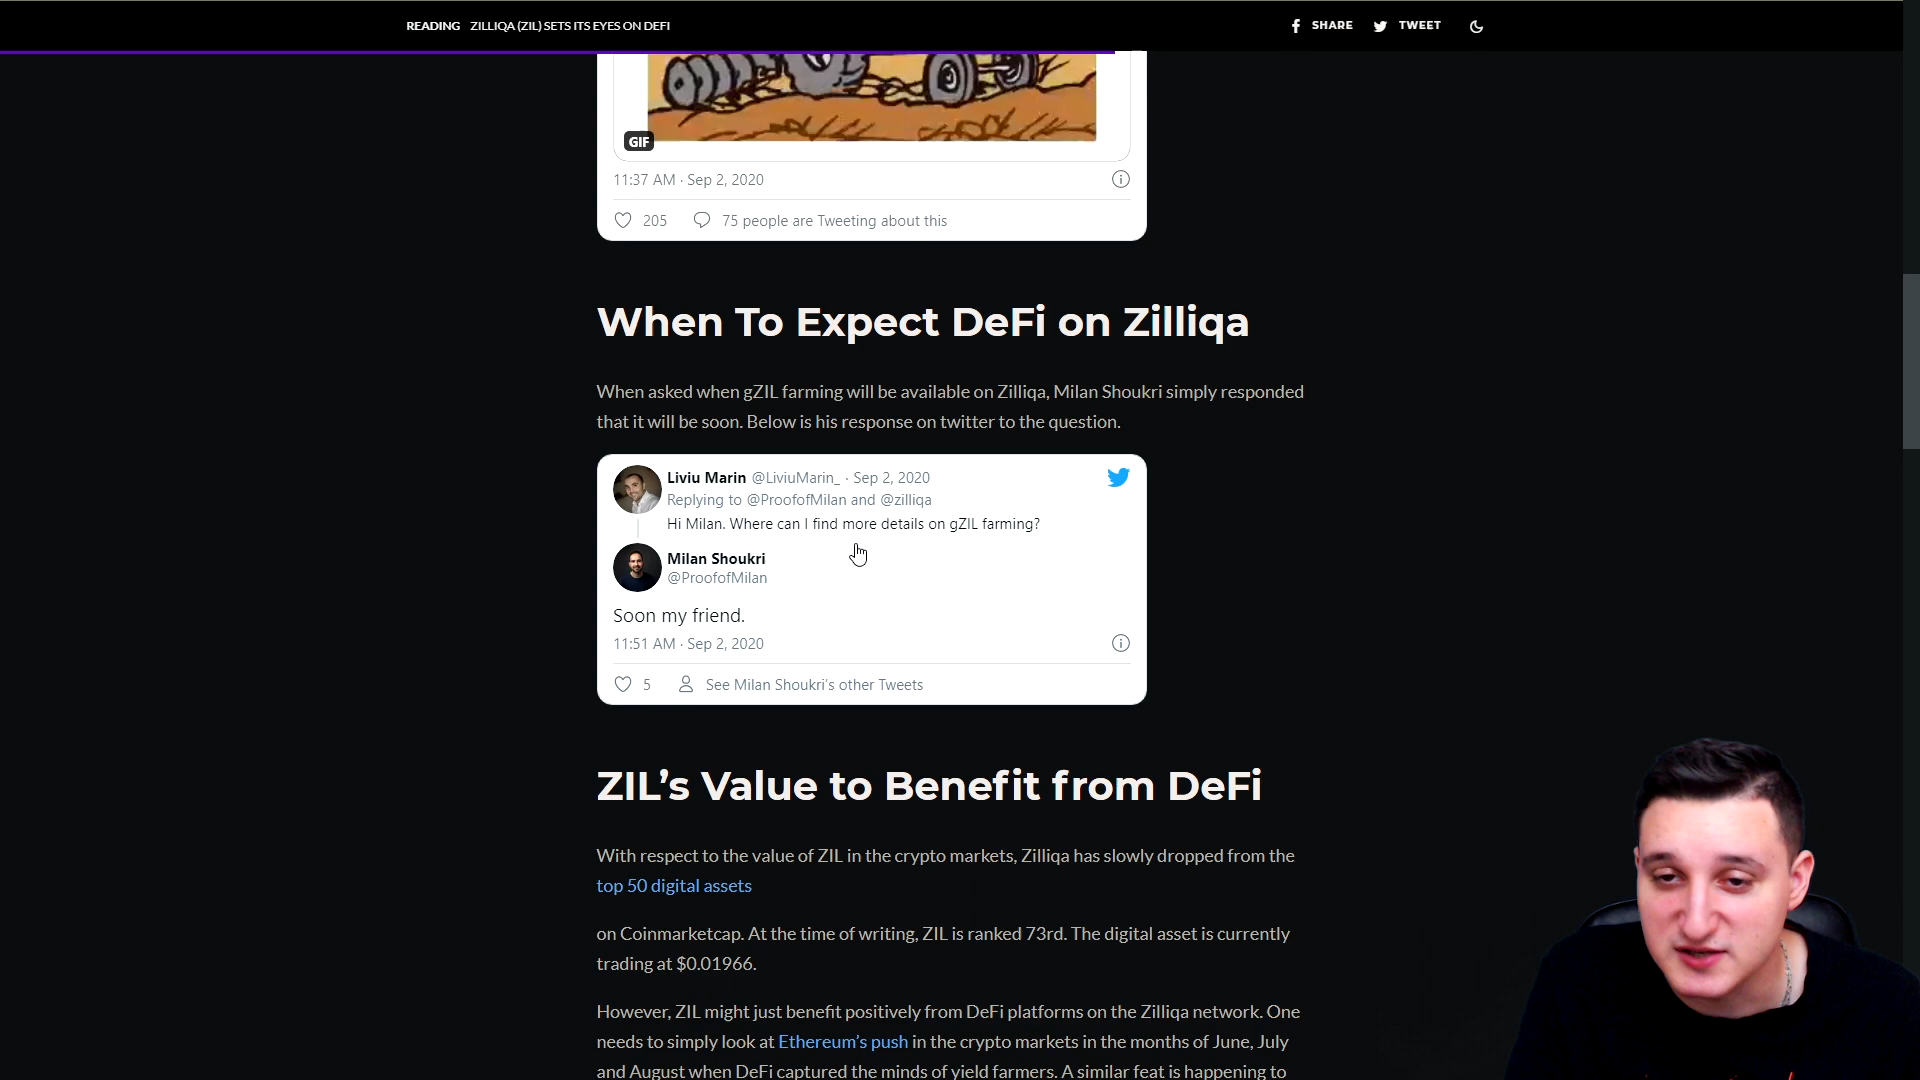 READING ZILLIQA (ZIL) SETS ITS EYES ON DEFI
SHARE TWEET
GIF
11:37 AM · Sep 2, 2020
205 75 people are Tweeting about this
When To Expect DeFi on Zilliqa
When asked when gZIL farming will be available on Zilliqa, Milan Shoukri simply responded
that it will be soon. Below is his response on twitter to the question.
Liviu Marin @LiviuMarin_ · Sep 2, 2020
Replying to @ProofofMilan and @zilliqa
Hi Milan. Where can I find more details on gZIL farming?
Milan Shoukri
@ProofofMilan
Soon my friend.
11:51 AM · Sep 2, 2020
5 See Milan Shoukri's other Tweets
ZIL’s Value to Benefit from DeFi
With respect to the value of ZIL in the crypto markets, Zilliqa has slowly dropped from the
top 50 digital assets
on Coinmarketcap. At the time of writing, ZIL is ranked 73rd. The digital asset is currently
trading at $0.01966.
However, ZIL might just benefit positively from DeFi platforms on the Zilliqa network. One
needs to simply look at Ethereum’s push in the crypto markets in the months of June, July
and August when DeFi captured the minds of yield farmers. A similar feat is happening to